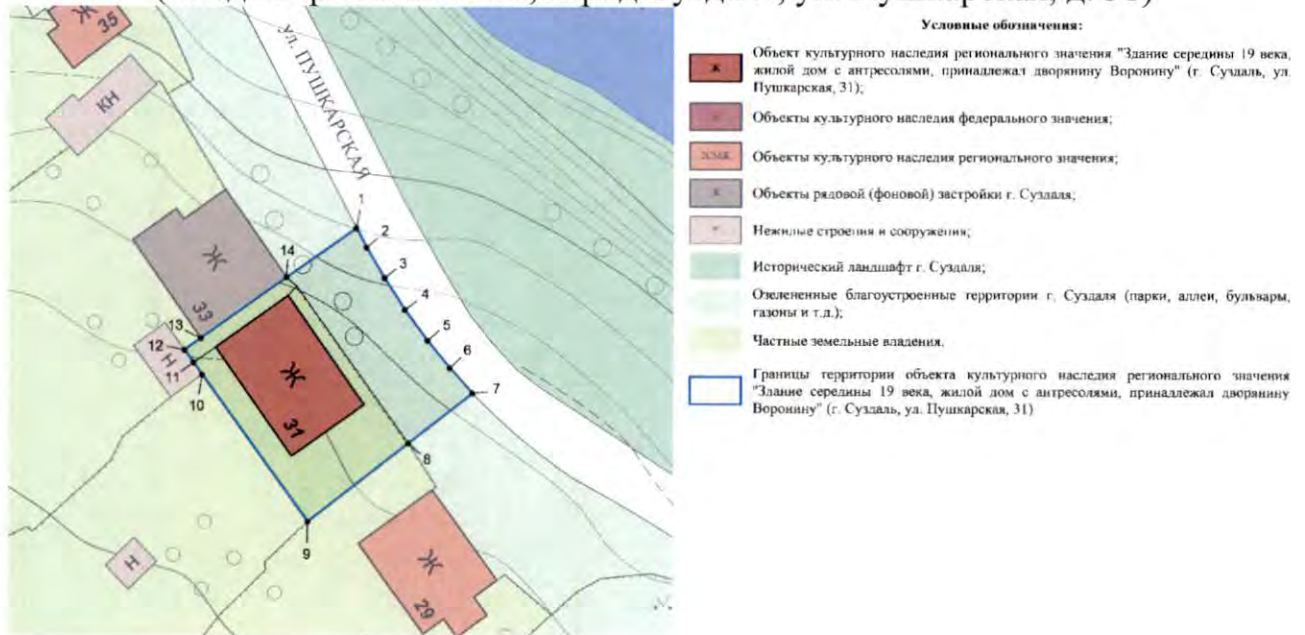 Условные обозначения:
Ж
Объект культурного наследия регионального значения "Здание середины 19 века,
жилой дом с антресолями, принадлежал дворянину Воронину" (г. Суздаль, ул.
Пушкарская, 31);
Объекты культурного наследия федерального значения;
Объекты культурного наследия регионального значения;
Ж
Объекты рядовой (фоновой) застройки г. Суздаля;
Нежилые строения и сооружения;
Исторический ландшафт г. Суздаля;
Озелененные благоустроенные территории г. Суздаля (парки, аллеи, бульвары,
газоны и т.д.);
Частные земельные владения.
Границы территории объекта культурного наследия регионального значения
"Здание середины 19 века, жилой дом с антресолями, принадлежал дворянину
Воронину" (г. Суздаль, ул. Пушкарская, 31)
Ж
35
КН
ул. ПУШКАРСКАЯ
1
2
3
4
5
6
7
8
9
10
11
12
13
14
Ж
33
Н
Ж
31
Н
Ж
29